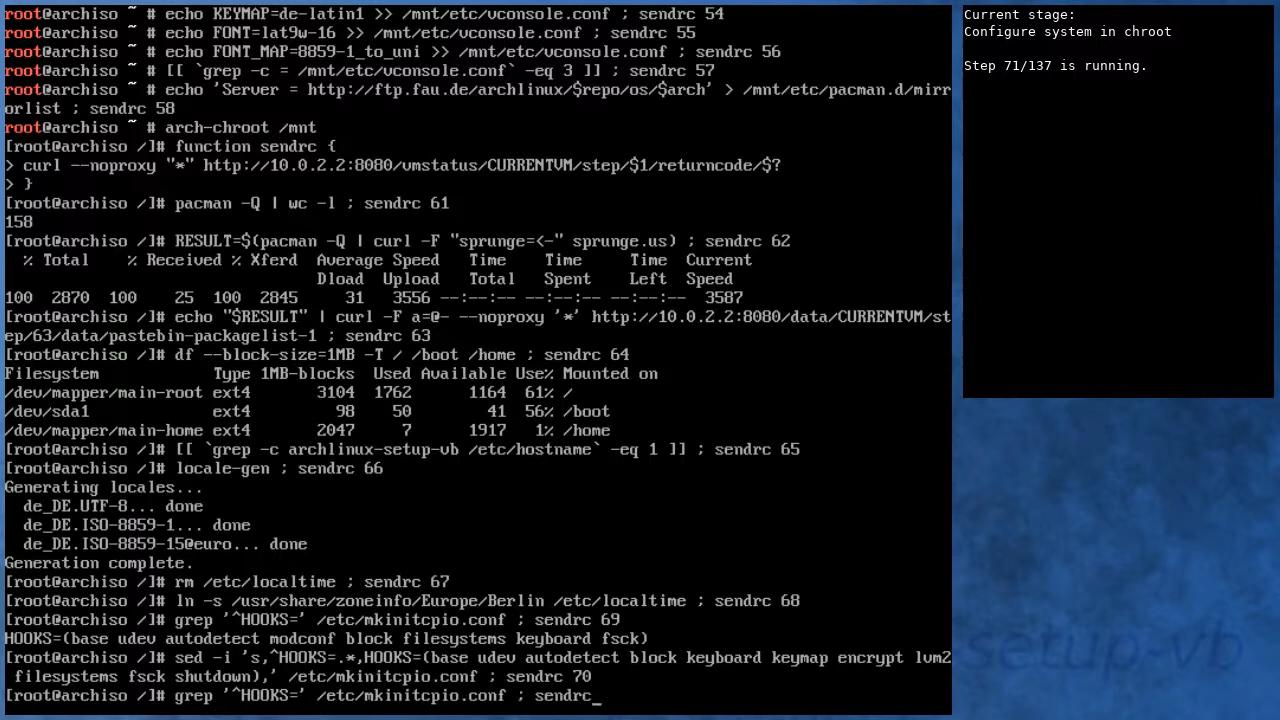 root@archiso ~ # echo KEYMAP=de-latin1 >> /mnt/etc/vconsole.conf ; sendrc 54
root@archiso ~ # echo FONT=lat9w-16 >> /mnt/etc/vconsole.conf ; sendrc 55
root@archiso ~ # echo FONT_MAP=8859-1_to_uni >> /mnt/etc/vconsole.conf ; sendrc 56
root@archiso ~ # [[ `grep -c = /mnt/etc/vconsole.conf` -eq 3 ]] ; sendrc 57
root@archiso ~ # echo 'Server = http://ftp.fau.de/archlinux/$repo/os/$arch' > /mnt/etc/pacman.d/mirr
orlist ; sendrc 58
root@archiso ~ # arch-chroot /mnt
[root@archiso /]# function sendrc {
> curl --noproxy "*" http://10.0.2.2:8080/vmstatus/CURRENTVM/step/$1/returncode/$?
> }
[root@archiso /]# pacman -Q | wc -l ; sendrc 61
158
[root@archiso /]# RESULT=$(pacman -Q | curl -F "sprunge=<-" sprunge.us) ; sendrc 62
  % Total    % Received % Xferd  Average Speed   Time    Time     Time  Current
                                 Dload  Upload   Total   Spent    Left  Speed
100  2870  100    25  100  2845     31   3556 --:--:-- --:--:-- --:--:--  3587
[root@archiso /]# echo "$RESULT" | curl -F a=@- --noproxy '*' http://10.0.2.2:8080/data/CURRENTVM/st
ep/63/data/pastebin-packagelist-1 ; sendrc 63
[root@archiso /]# df --block-size=1MB -T / /boot /home ; sendrc 64
Filesystem            Type 1MB-blocks  Used Available Use% Mounted on
/dev/mapper/main-root ext4       3104  1762      1164  61% /
/dev/sda1             ext4         98    50        41  56% /boot
/dev/mapper/main-home ext4       2047     7      1917   1% /home
[root@archiso /]# [[ `grep -c archlinux-setup-vb /etc/hostname` -eq 1 ]] ; sendrc 65
[root@archiso /]# locale-gen ; sendrc 66
Generating locales...
  de_DE.UTF-8... done
  de_DE.ISO-8859-1... done
  de_DE.ISO-8859-15@euro... done
Generation complete.
[root@archiso /]# rm /etc/localtime ; sendrc 67
[root@archiso /]# ln -s /usr/share/zoneinfo/Europe/Berlin /etc/localtime ; sendrc 68
[root@archiso /]# grep '^HOOKS=' /etc/mkinitcpio.conf ; sendrc 69
HOOKS=(base udev autodetect modconf block filesystems keyboard fsck)
[root@archiso /]# sed -i 's,^HOOKS=.*,HOOKS=(base udev autodetect block keyboard keymap encrypt lvm2
 filesystems fsck shutdown),' /etc/mkinitcpio.conf ; sendrc 70
[root@archiso /]# grep '^HOOKS=' /etc/mkinitcpio.conf ; sendrc_
Current stage:
Configure system in chroot
Step 71/137 is running.
setup-vb